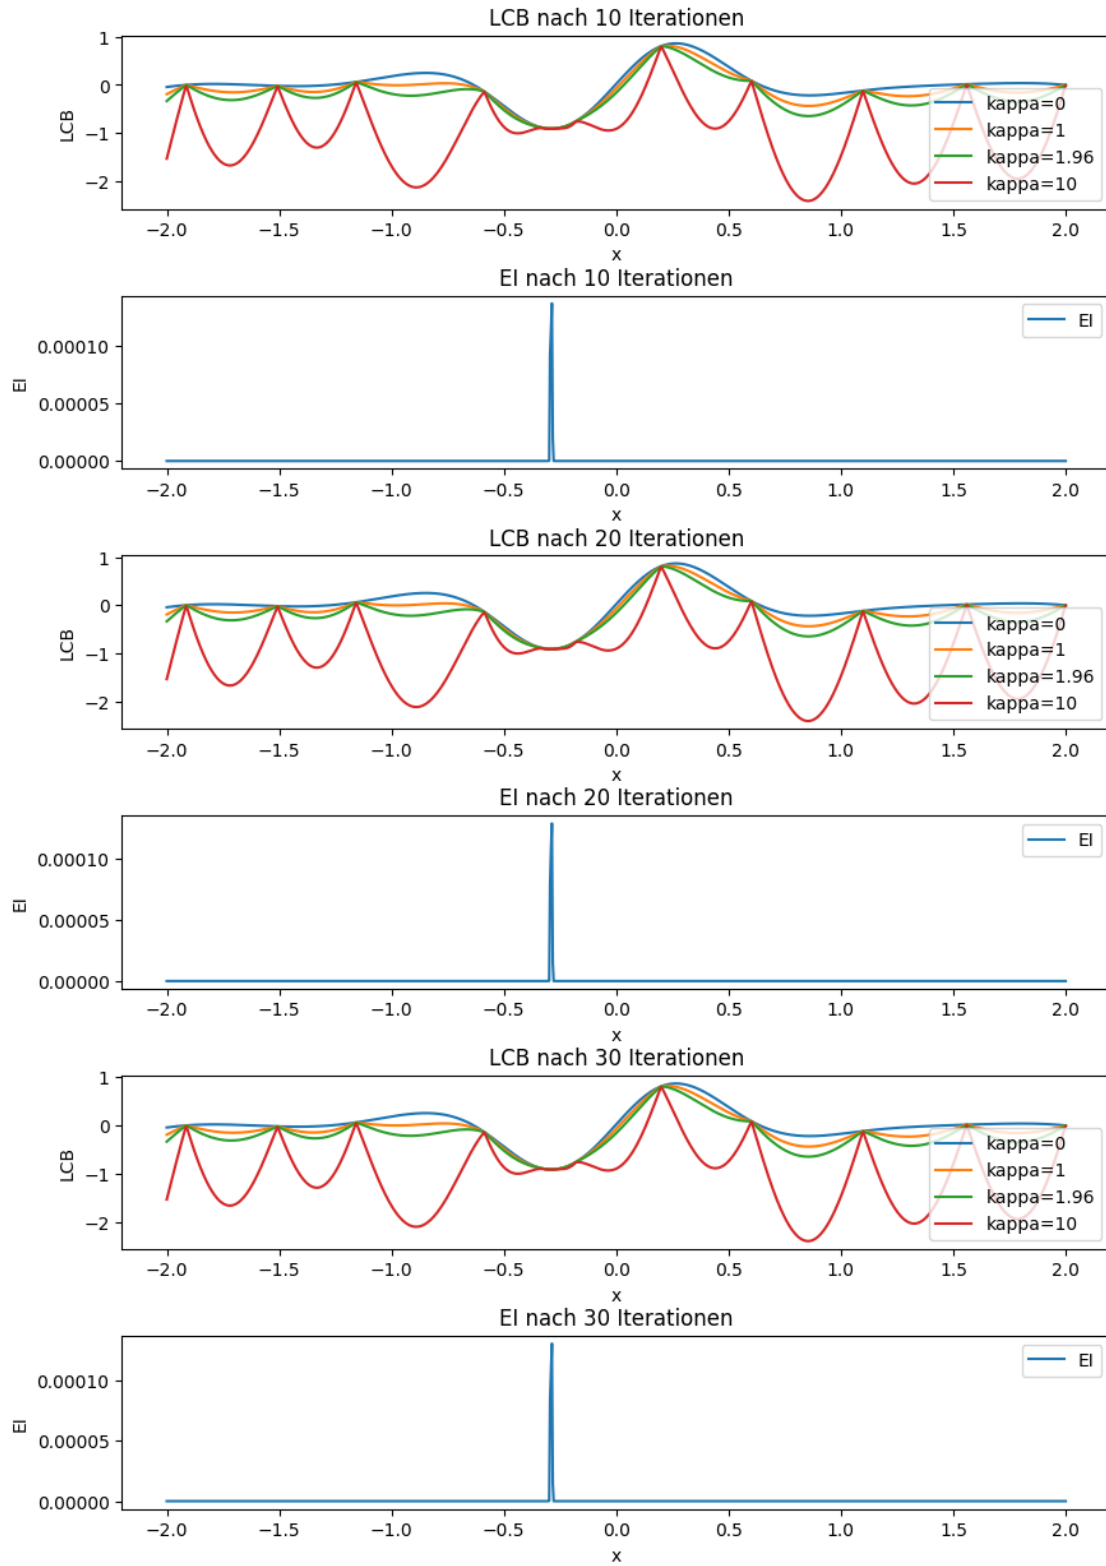 LCB nach 10 Iterationen
1
0
−1
−2
LCB
kappa=0
kappa=1
kappa=1.96
kappa=10
−2.0 −1.5 −1.0 −0.5 0.0 0.5 1.0 1.5 2.0
x
EI nach 10 Iterationen
0.00010
0.00005
0.00000
EI
EI
−2.0 −1.5 −1.0 −0.5 0.0 0.5 1.0 1.5 2.0
x
LCB nach 20 Iterationen
1
0
−1
−2
LCB
kappa=0
kappa=1
kappa=1.96
kappa=10
−2.0 −1.5 −1.0 −0.5 0.0 0.5 1.0 1.5 2.0
x
EI nach 20 Iterationen
0.00010
0.00005
0.00000
EI
EI
−2.0 −1.5 −1.0 −0.5 0.0 0.5 1.0 1.5 2.0
x
LCB nach 30 Iterationen
1
0
−1
−2
LCB
kappa=0
kappa=1
kappa=1.96
kappa=10
−2.0 −1.5 −1.0 −0.5 0.0 0.5 1.0 1.5 2.0
x
EI nach 30 Iterationen
0.00010
0.00005
0.00000
EI
EI
−2.0 −1.5 −1.0 −0.5 0.0 0.5 1.0 1.5 2.0
x